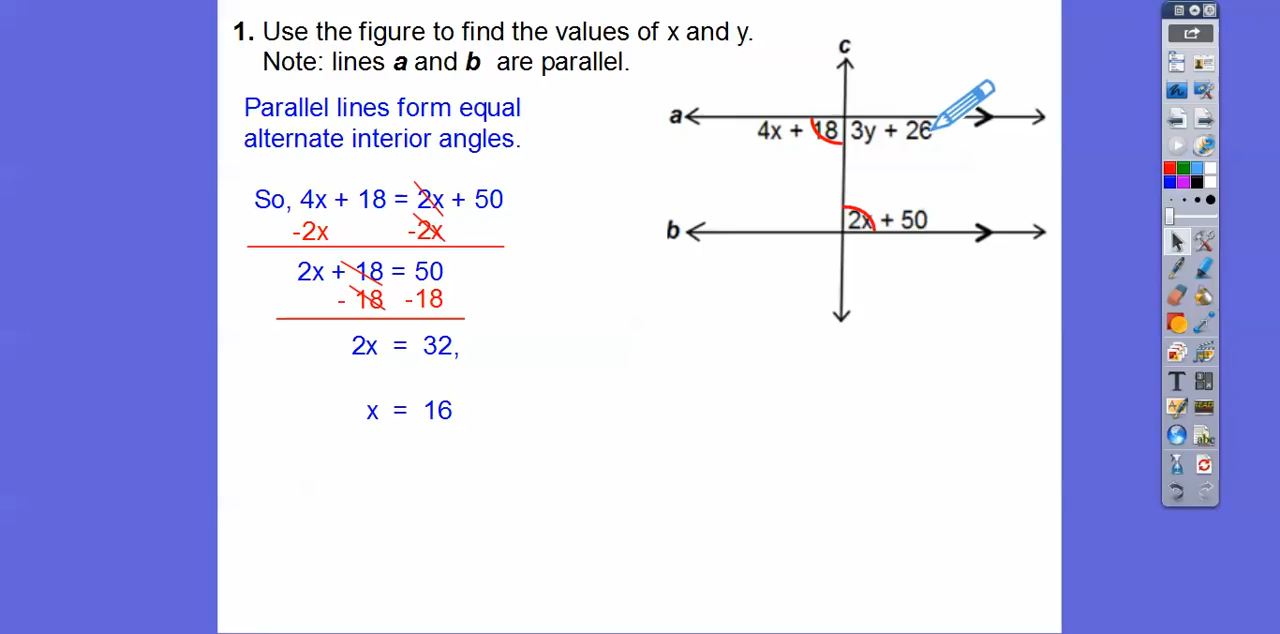 1. Use the figure to find the values of x and y.
Note: lines a and b are parallel.
Parallel lines form equal
alternate interior angles.
So, 4x + 18 = 2x + 50
-2x -2x
2x + 18 = 50
- 18 -18
2x = 32,
x = 16
c
a
4x + 18 3y + 26
2x + 50
b